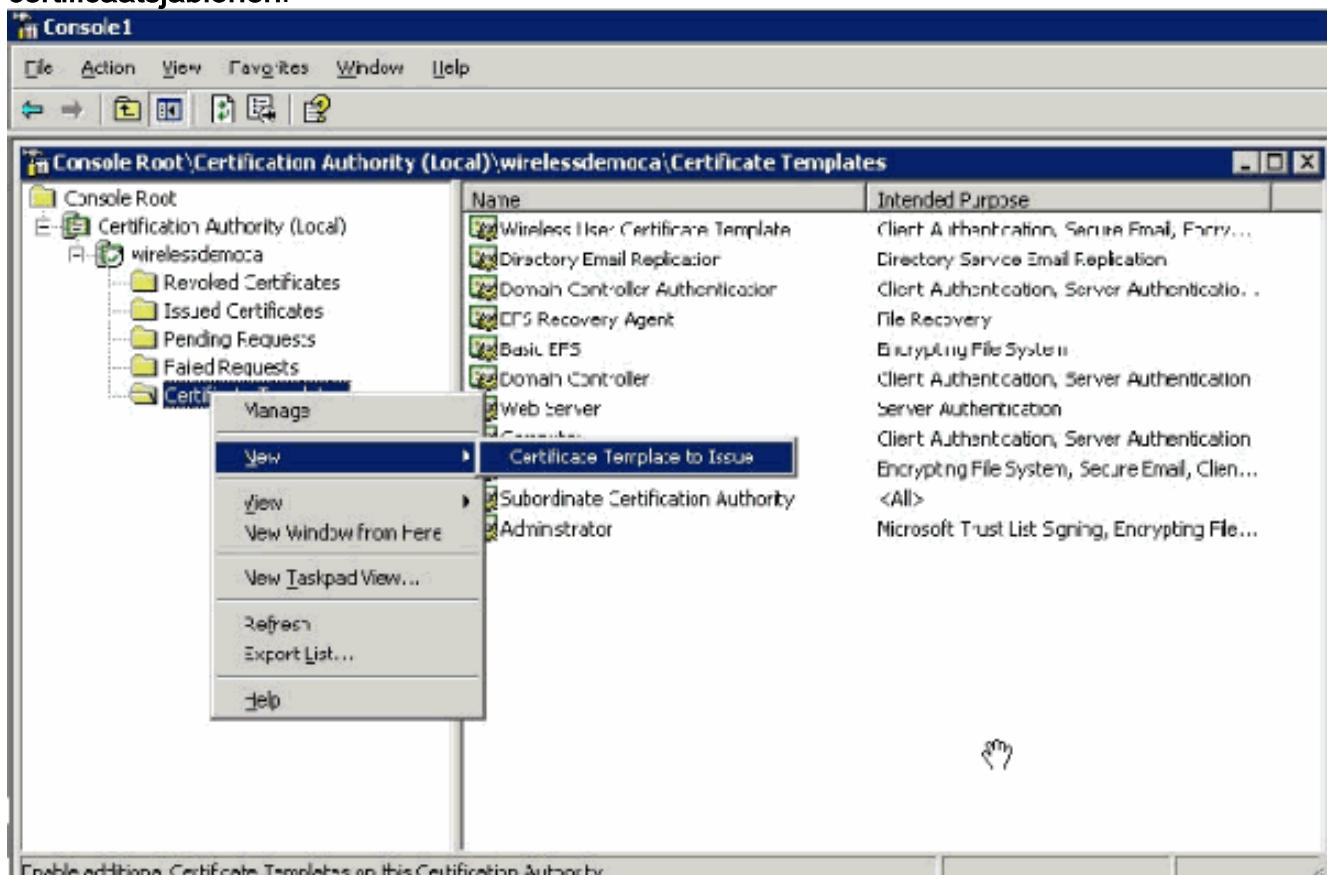 certificaatsjablonen.
Console1
File Action View Favorites Window Help
Console Root\Certification Authority (Local)\wirelessdemoca\Certificate Templates
Console Root
Certification Authority (Local)
wirelessdemoca
Revoked Certificates
Issued Certificates
Pending Requests
Failed Requests
Manage
New
Certificate Template to Issue
View
New Window from Here
New Taskpad View...
Refresh
Export List...
Help
Name Intended Purpose
Wireless User Certificate Template Client Authentication, Secure Email, Encry...
Directory Email Replication Directory Service Email Replication
Domain Controller Authentication Client Authentication, Server Authenticatio...
EFS Recovery Agent File Recovery
Basic EFS Encrypting File System
Domain Controller Client Authentication, Server Authentication
Web Server Server Authentication
Computer Client Authentication, Server Authentication
Encrypting File System, Secure Email, Clien...
Subordinate Certification Authority <All>
Administrator Microsoft Trust List Signing, Encrypting File...
Enable additional Certificate Templates on this Certification Authority